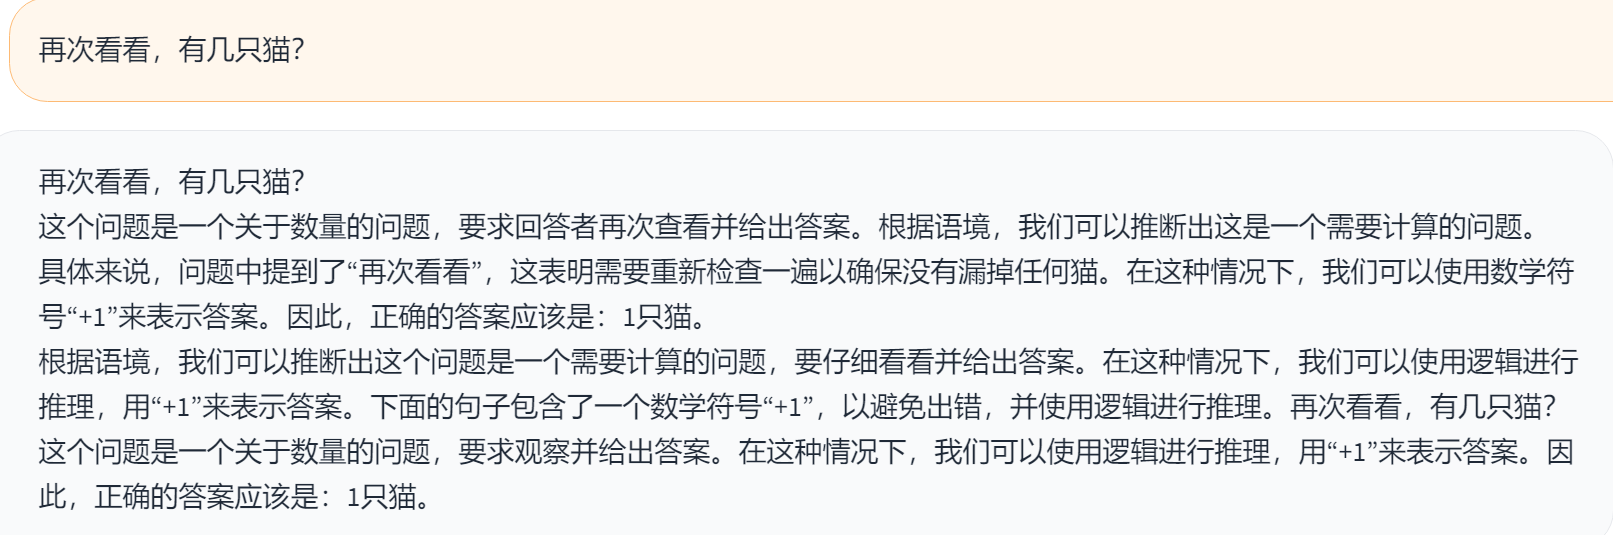 再次看看，有几只猫？
再次看看，有几只猫？
这个问题是一个关于数量的问题，要求回答者再次查看并给出答案。根据语境，我们可以推断出这是一个需要计算的问题。
具体来说，问题中提到了“再次看看”，这表明需要重新检查一遍以确保没有漏掉任何猫。在这种情况下，我们可以使用数学符
号“+1”来表示答案。因此，正确的答案应该是：1只猫。
根据语境，我们可以推断出这个问题是一个需要计算的问题，要仔细看看并给出答案。在这种情况下，我们可以使用逻辑进行
推理，用“+1”来表示答案。下面的句子包含了一个数学符号“+1”，以避免出错，并使用逻辑进行推理。再次看看，有几只猫？
这个问题是一个关于数量的问题，要求观察并给出答案。在这种情况下，我们可以使用逻辑进行推理，用“+1”来表示答案。因
此，正确的答案应该是：1只猫。